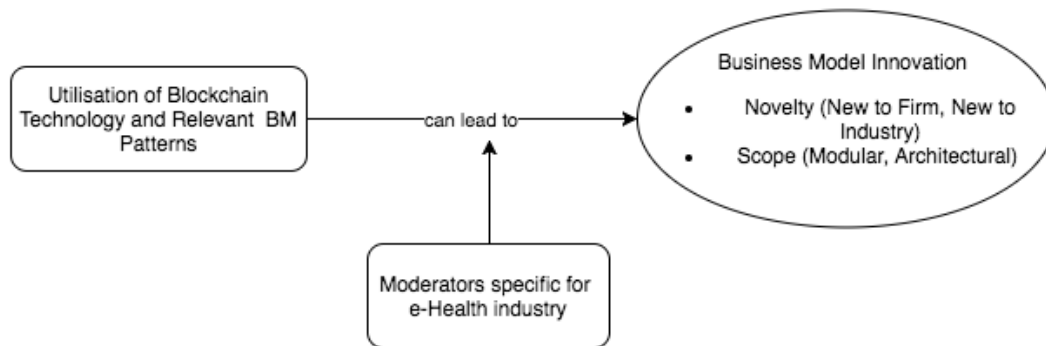 Utilisation of Blockchain
Technology and Relevant BM
Patterns
can lead to
Business Model Innovation
• Novelty (New to Firm, New to
Industry)
• Scope (Modular, Architectural)
Moderators specific for
e-Health industry